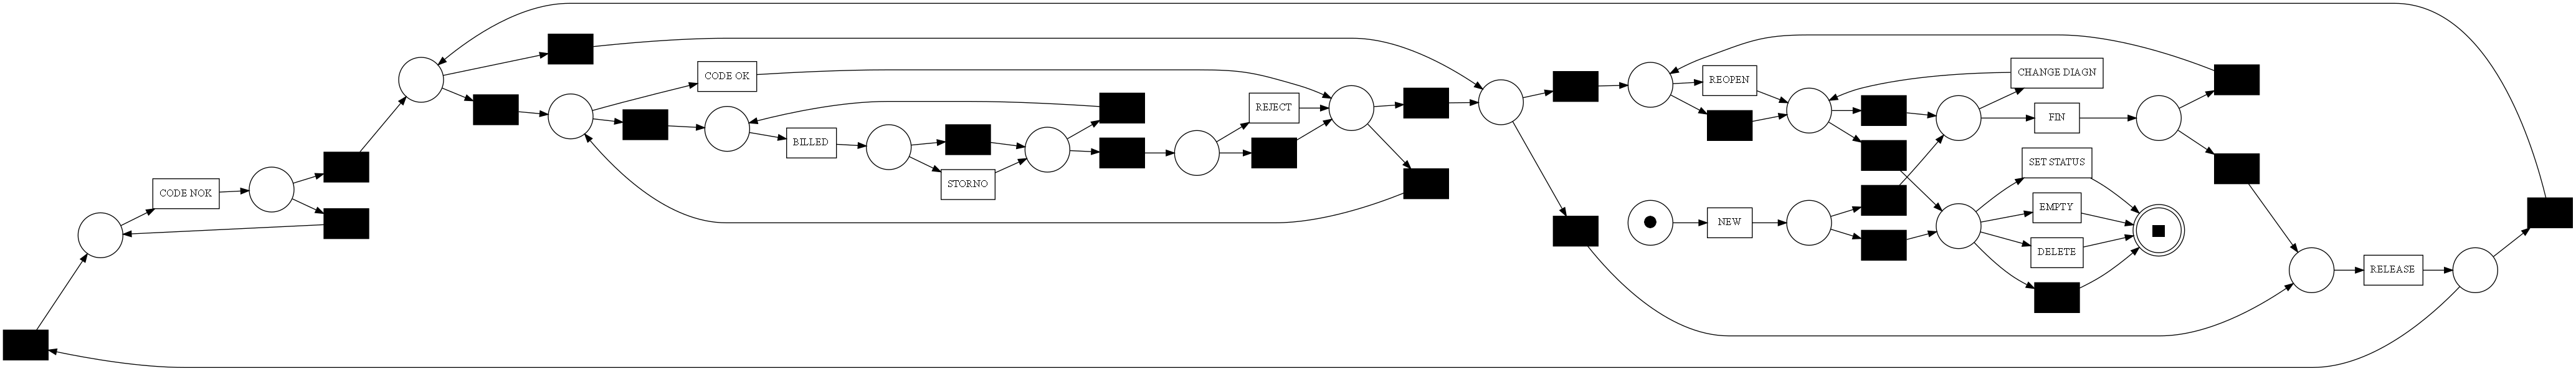 CODE NOK
CODE OK
BILLED
STORNO
REJECT
REOPEN
NEW
CHANGE DIAGN
FIN
SET STATUS
EMPTY
DELETE
RELEASE